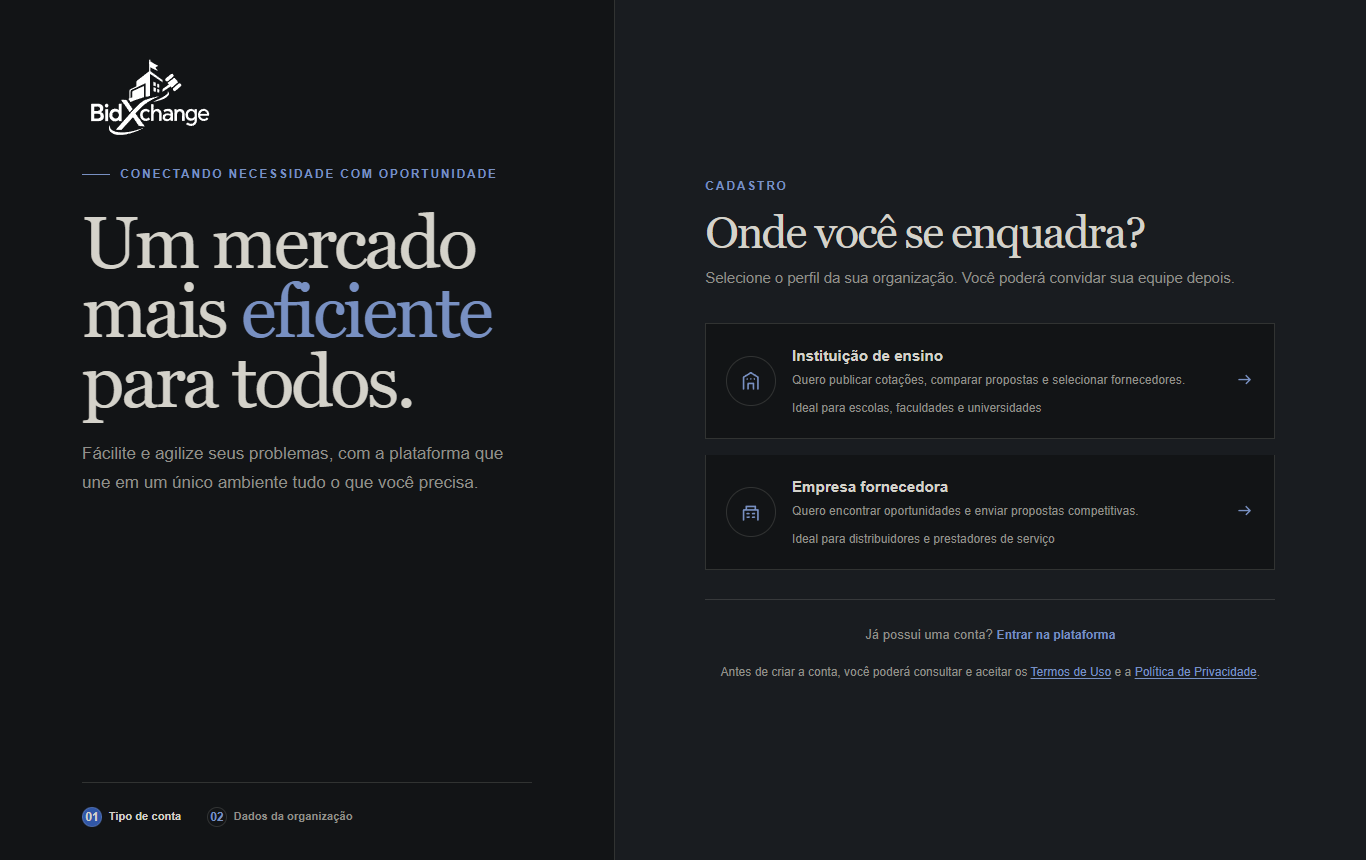 BidXchange
CONECTANDO NECESSIDADE COM OPORTUNIDADE
Um mercado
mais eficiente
para todos.
Fácilite e agilize seus problemas, com a plataforma que
une em um único ambiente tudo o que você precisa.
01 Tipo de conta 02 Dados da organização
CADASTRO
Onde você se enquadra?
Selecione o perfil da sua organização. Você poderá convidar sua equipe depois.
Instituição de ensino
Quero publicar cotações, comparar propostas e selecionar fornecedores.
Ideal para escolas, faculdades e universidades
Empresa fornecedora
Quero encontrar oportunidades e enviar propostas competitivas.
Ideal para distribuidores e prestadores de serviço
Já possui uma conta? Entrar na plataforma
Antes de criar a conta, você poderá consultar e aceitar os Termos de Uso e a Política de Privacidade.